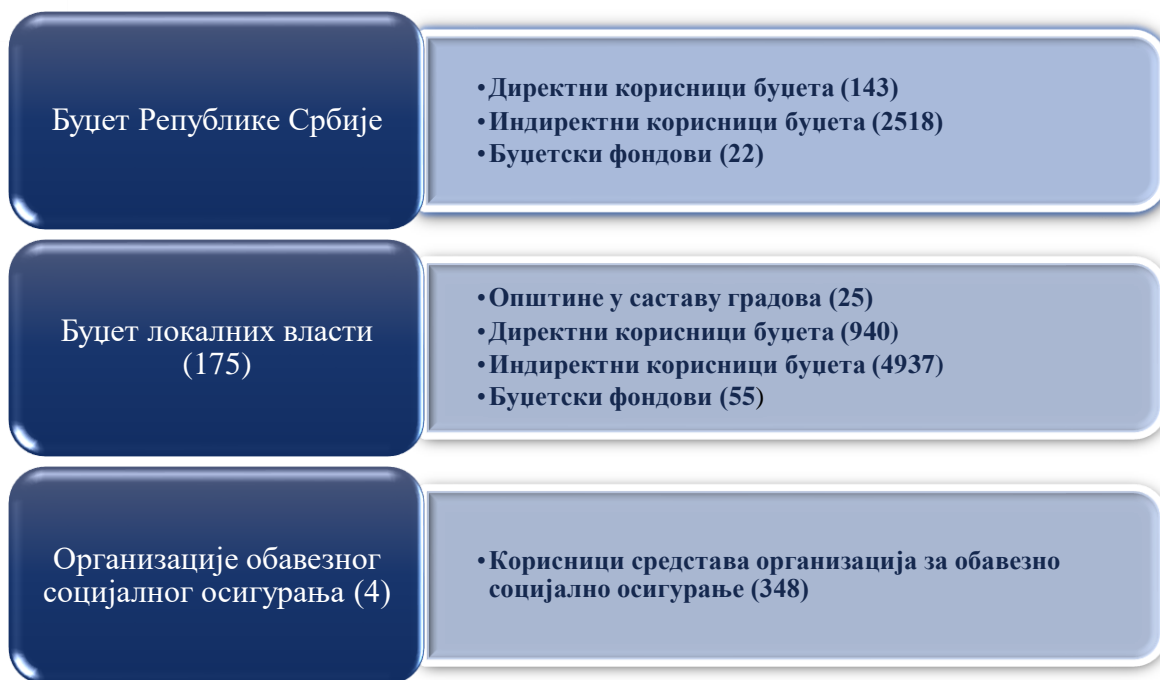 Буџет Републике Србије
•Директни корисници буџета (143)
•Индиректни корисници буџета (2518)
•Буџетски фондови (22)
Буџет локалних власти
(175)
•Општине у саставу градова (25)
•Директни корисници буџета (940)
•Индиректни корисници буџета (4937)
•Буџетски фондови (55)
Организације обавезног
социјалног осигурања (4)
•Корисници средстава организација за обавезно
социјално осигурање (348)